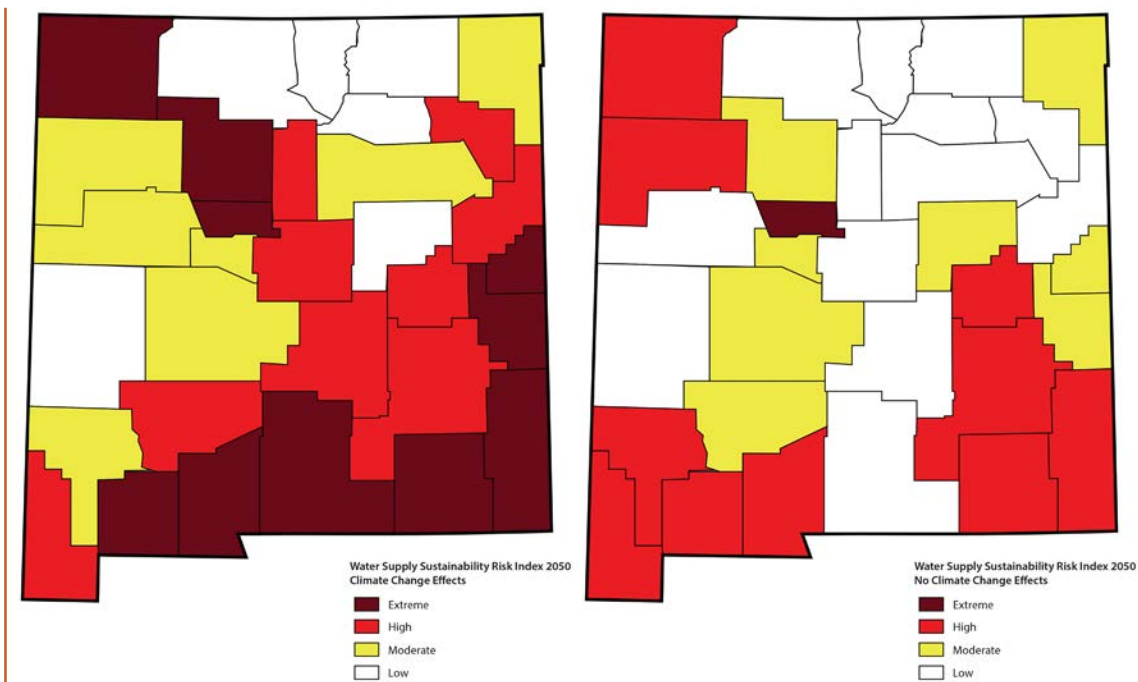 Water Supply Sustainability Risk Index 2050
Climate Change Effects
Extreme
High
Moderate
Low
Water Supply Sustainability Risk Index 2050
No Climate Change Effects
Extreme
High
Moderate
Low